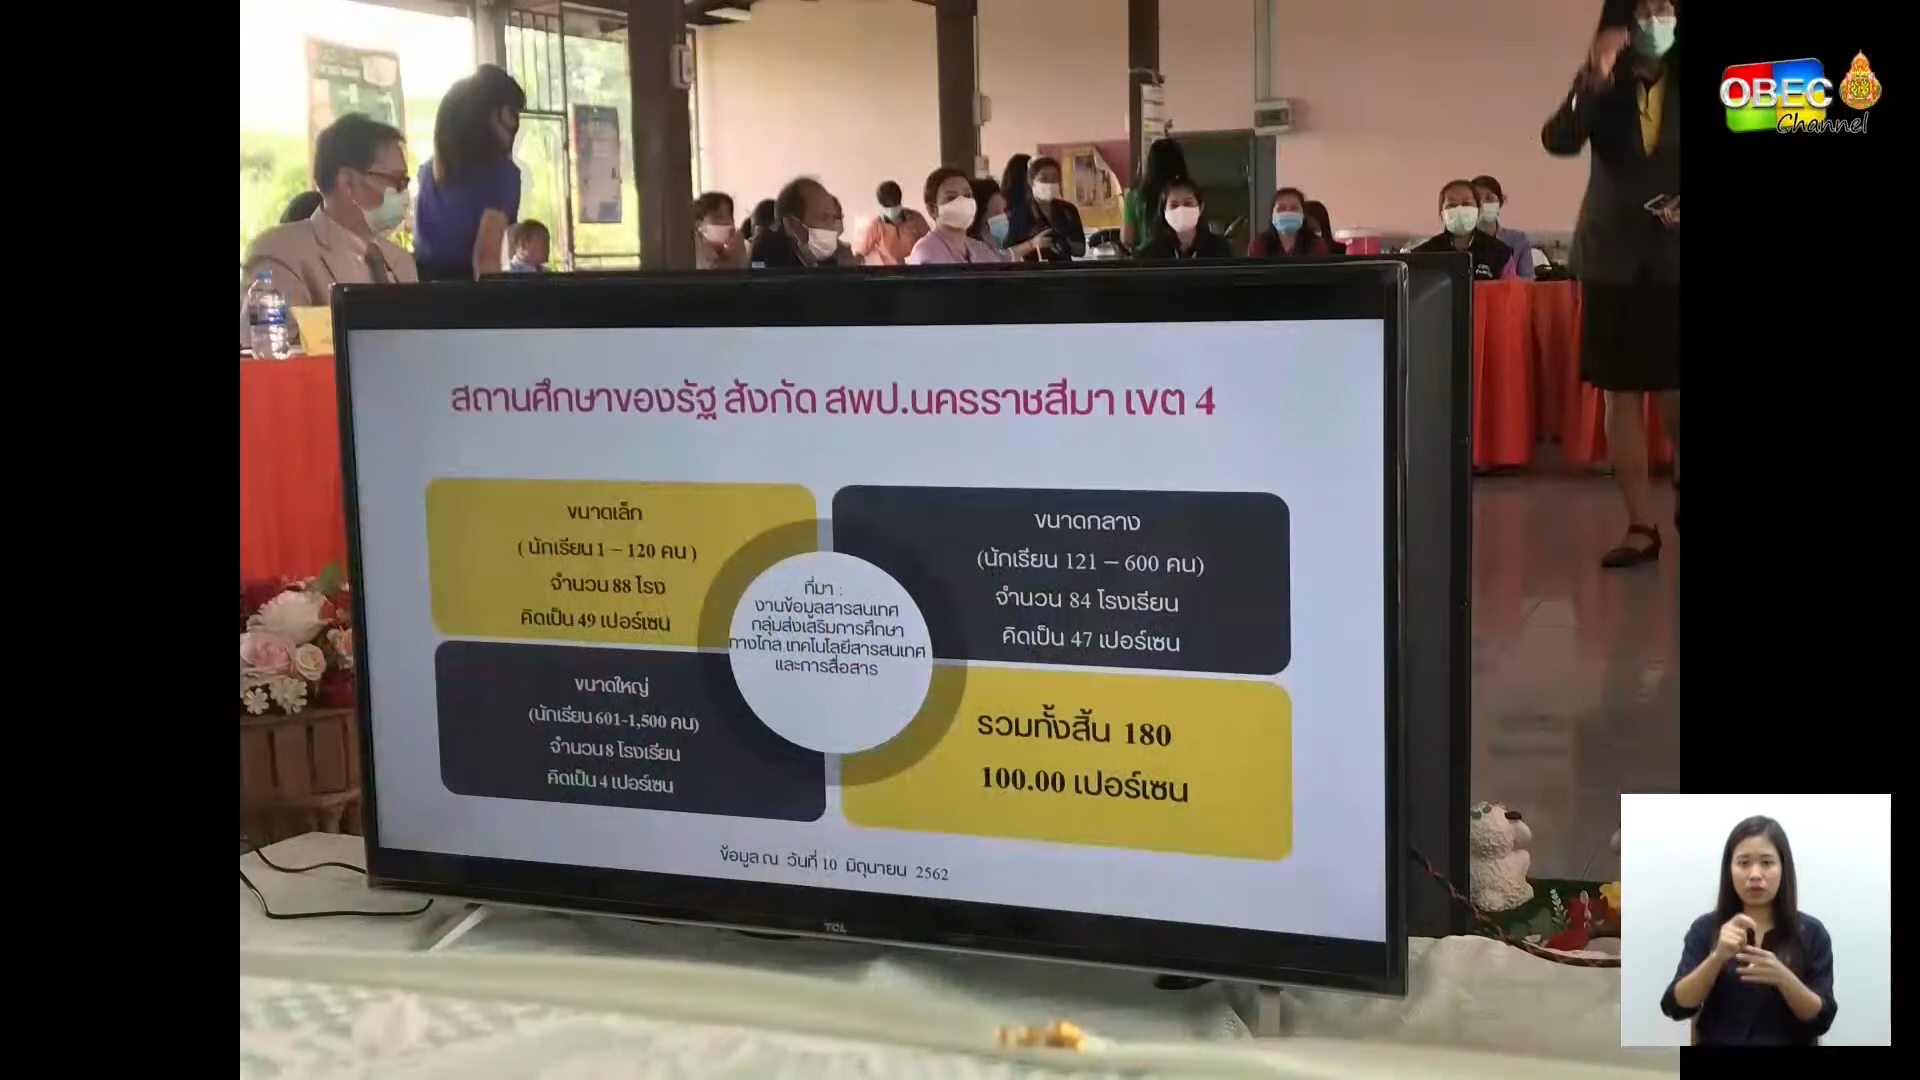 OBEC
Channel
สถานศึกษาของรัฐ สังกัด สพป.นครราชสีมา เขต 4
ขนาดเล็ก
( นักเรียน 1 – 120 คน )
จำนวน 88 โรง
คิดเป็น 49 เปอร์เซน
ขนาดกลาง
(นักเรียน 121 – 600 คน)
จำนวน 84 โรงเรียน
คิดเป็น 47 เปอร์เซน
ที่มา :
งานข้อมูลสารสนเทศ
กลุ่มส่งเสริมการศึกษา
ทางไกล เทคโนโลยีสารสนเทศ
และการสื่อสาร
ขนาดใหญ่
(นักเรียน 601-1,500 คน)
จำนวน 8 โรงเรียน
คิดเป็น 4 เปอร์เซน
รวมทั้งสิ้น 180
100.00 เปอร์เซน
ข้อมูล ณ วันที่ 10 มิถุนายน 2562
TCL